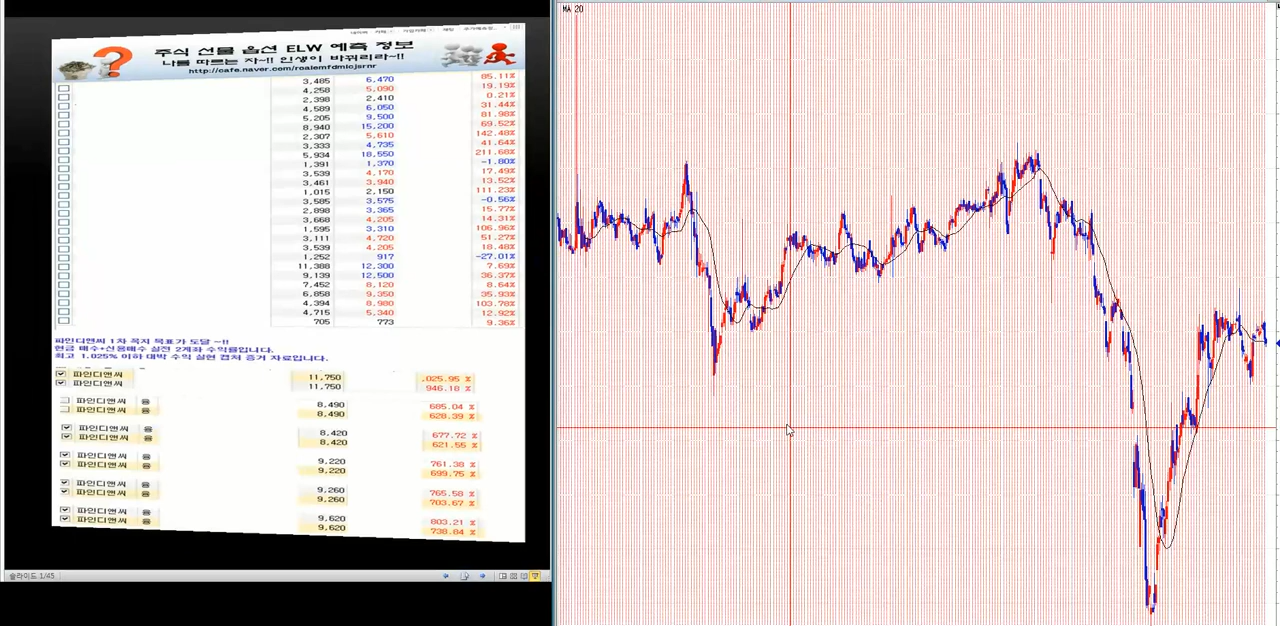 주식 선물 옵션 ELW 예측 정보
나를 따르는 자~!! 인생이 바뀌리라~!!
http://cafe.naver.com/roalemfdmlcjsrnr
3,485 6,470 85.11%
4,258 5,090 19.19%
2,398 2,410 0.21%
4,589 6,050 31.44%
5,205 9,500 81.98%
8,940 15,200 69.52%
2,307 5,610 142.48%
3,333 4,735 41.64%
5,934 18,550 211.68%
1,391 1,370 -1.80%
3,539 4,170 17.49%
3,461 3,940 13.52%
1,015 2,150 111.23%
3,585 3,575 -0.56%
2,898 3,365 15.77%
3,668 4,205 14.31%
1,595 3,310 106.96%
3,111 4,720 51.27%
3,539 4,205 18.48%
1,252 917 -27.01%
11,388 12,300 7.69%
9,139 12,500 36.37%
7,452 8,120 8.64%
6,858 9,350 35.93%
4,394 8,980 103.78%
4,715 5,340 12.92%
705 773 9.36%
파인디앤씨 1차 꼭지 목표가 도달 ~!!
현금 매수+신용매수 실전 2계좌 수익률입니다.
최고 1.025% 이하 대박 수익 실현 캡쳐 증거 자료입니다.
파인디앤씨 11,750 ,025.95 %
파인디앤씨 11,750 946.18 %
파인디앤씨 융 8,490 685.04 %
파인디앤씨 융 8,490 628.39 %
파인디앤씨 융 8,420 677.72 %
파인디앤씨 융 8,420 621.55 %
파인디앤씨 융 9,220 761.38 %
파인디앤씨 융 9,220 699.75 %
파인디앤씨 융 9,260 765.58 %
파인디앤씨 융 9,260 703.67 %
파인디앤씨 융 9,620 803.21 %
파인디앤씨 융 9,620 738.84 %
슬라이드 1/45
MA 20